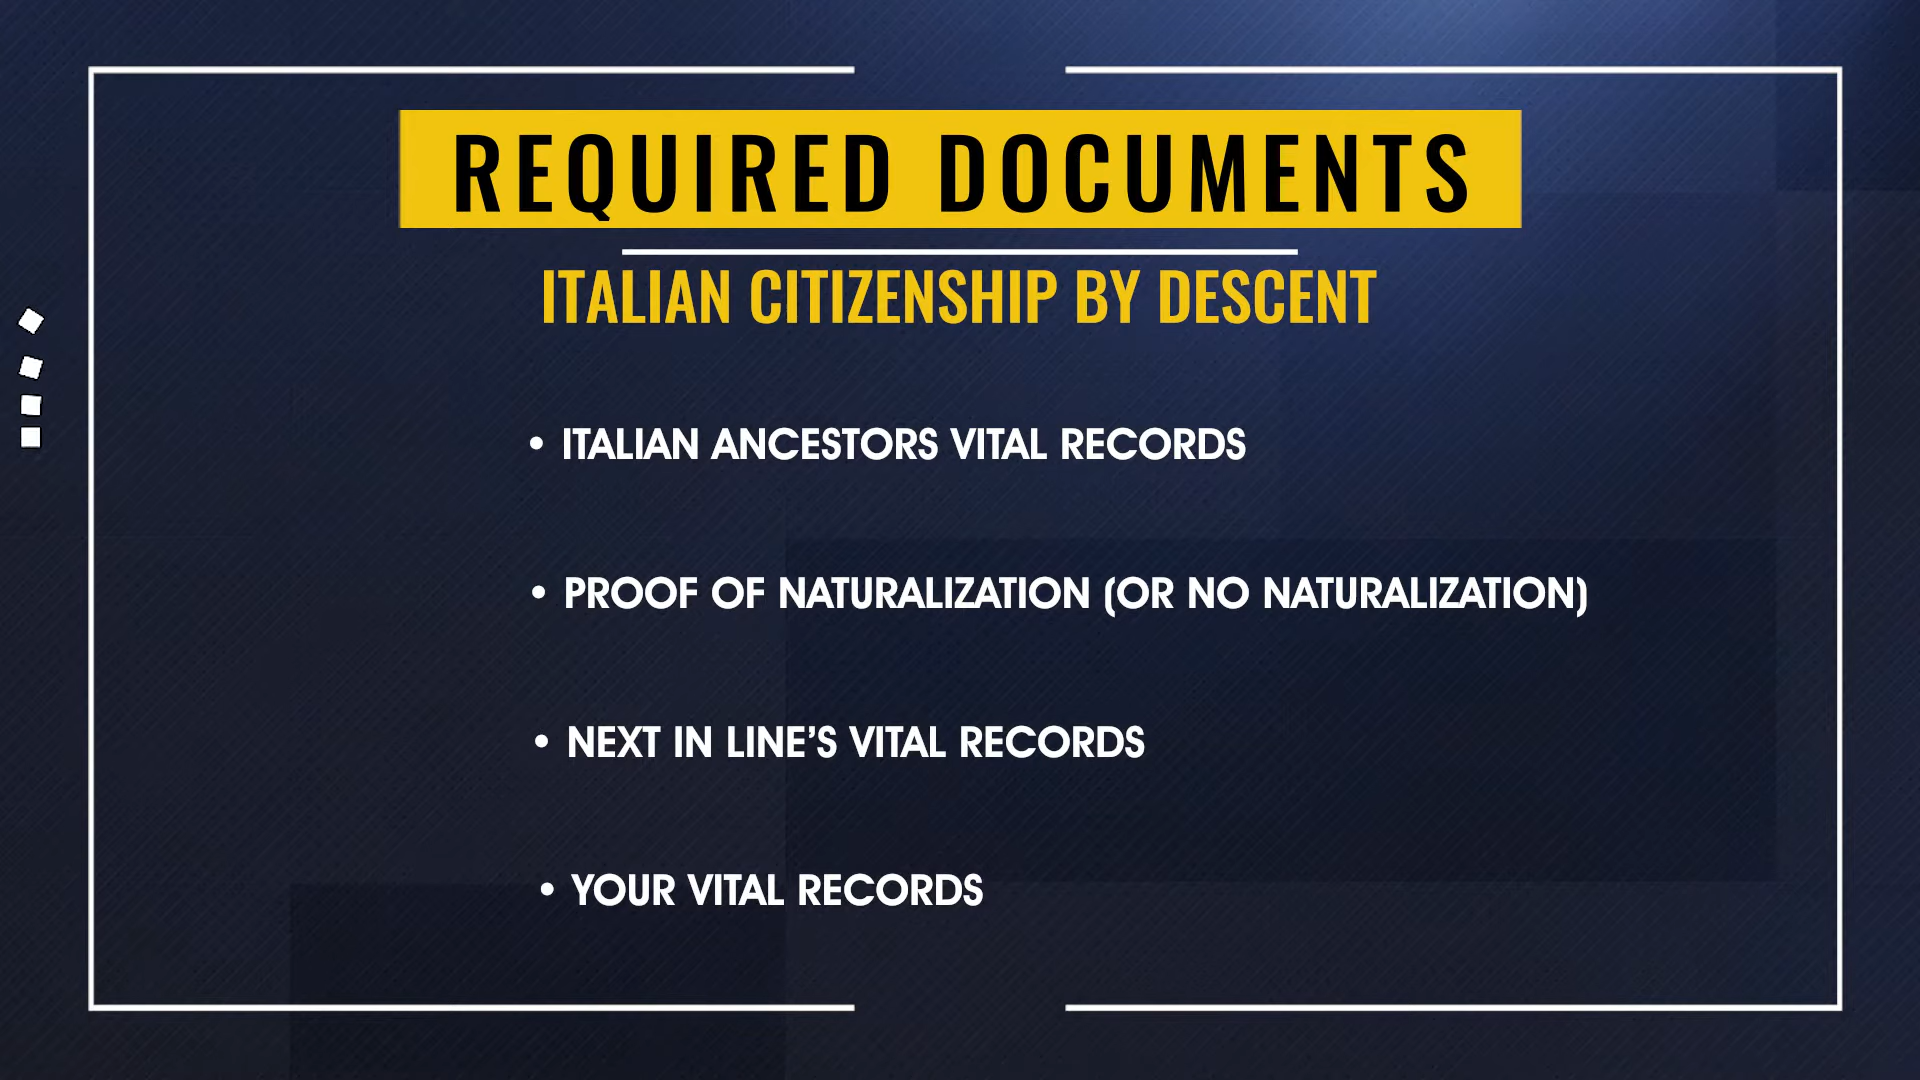 REQUIRED DOCUMENTS
ITALIAN CITIZENSHIP BY DESCENT
• ITALIAN ANCESTORS VITAL RECORDS
• PROOF OF NATURALIZATION (OR NO NATURALIZATION)
• NEXT IN LINE’S VITAL RECORDS
• YOUR VITAL RECORDS